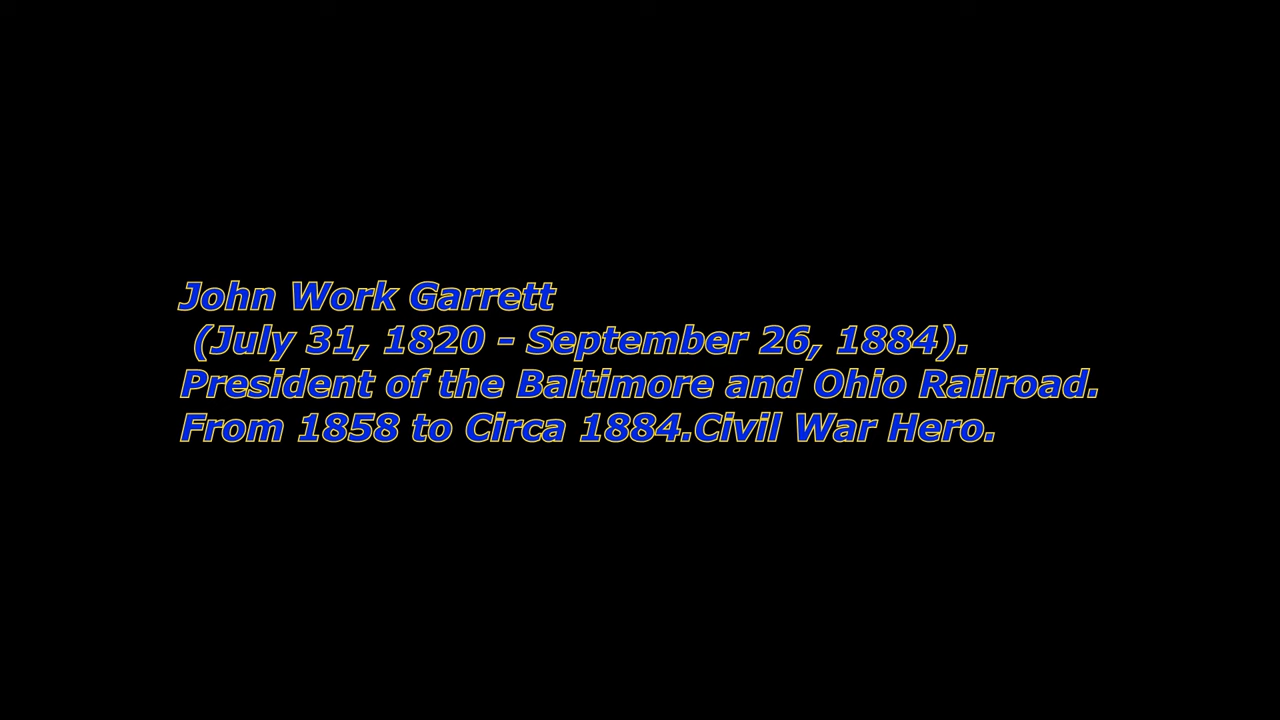 John Work Garrett
(July 31, 1820 - September 26, 1884).
President of the Baltimore and Ohio Railroad.
From 1858 to Circa 1884.Civil War Hero.